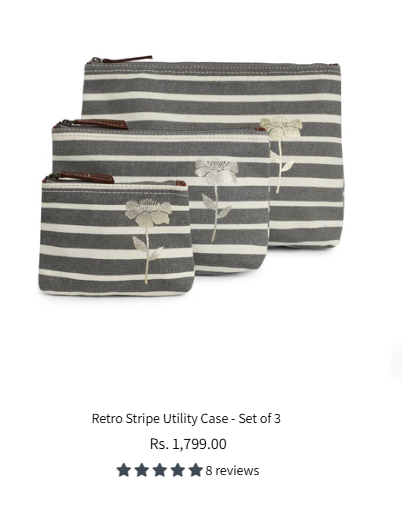 Retro Stripe Utility Case - Set of 3
Rs. 1,799.00
8 reviews